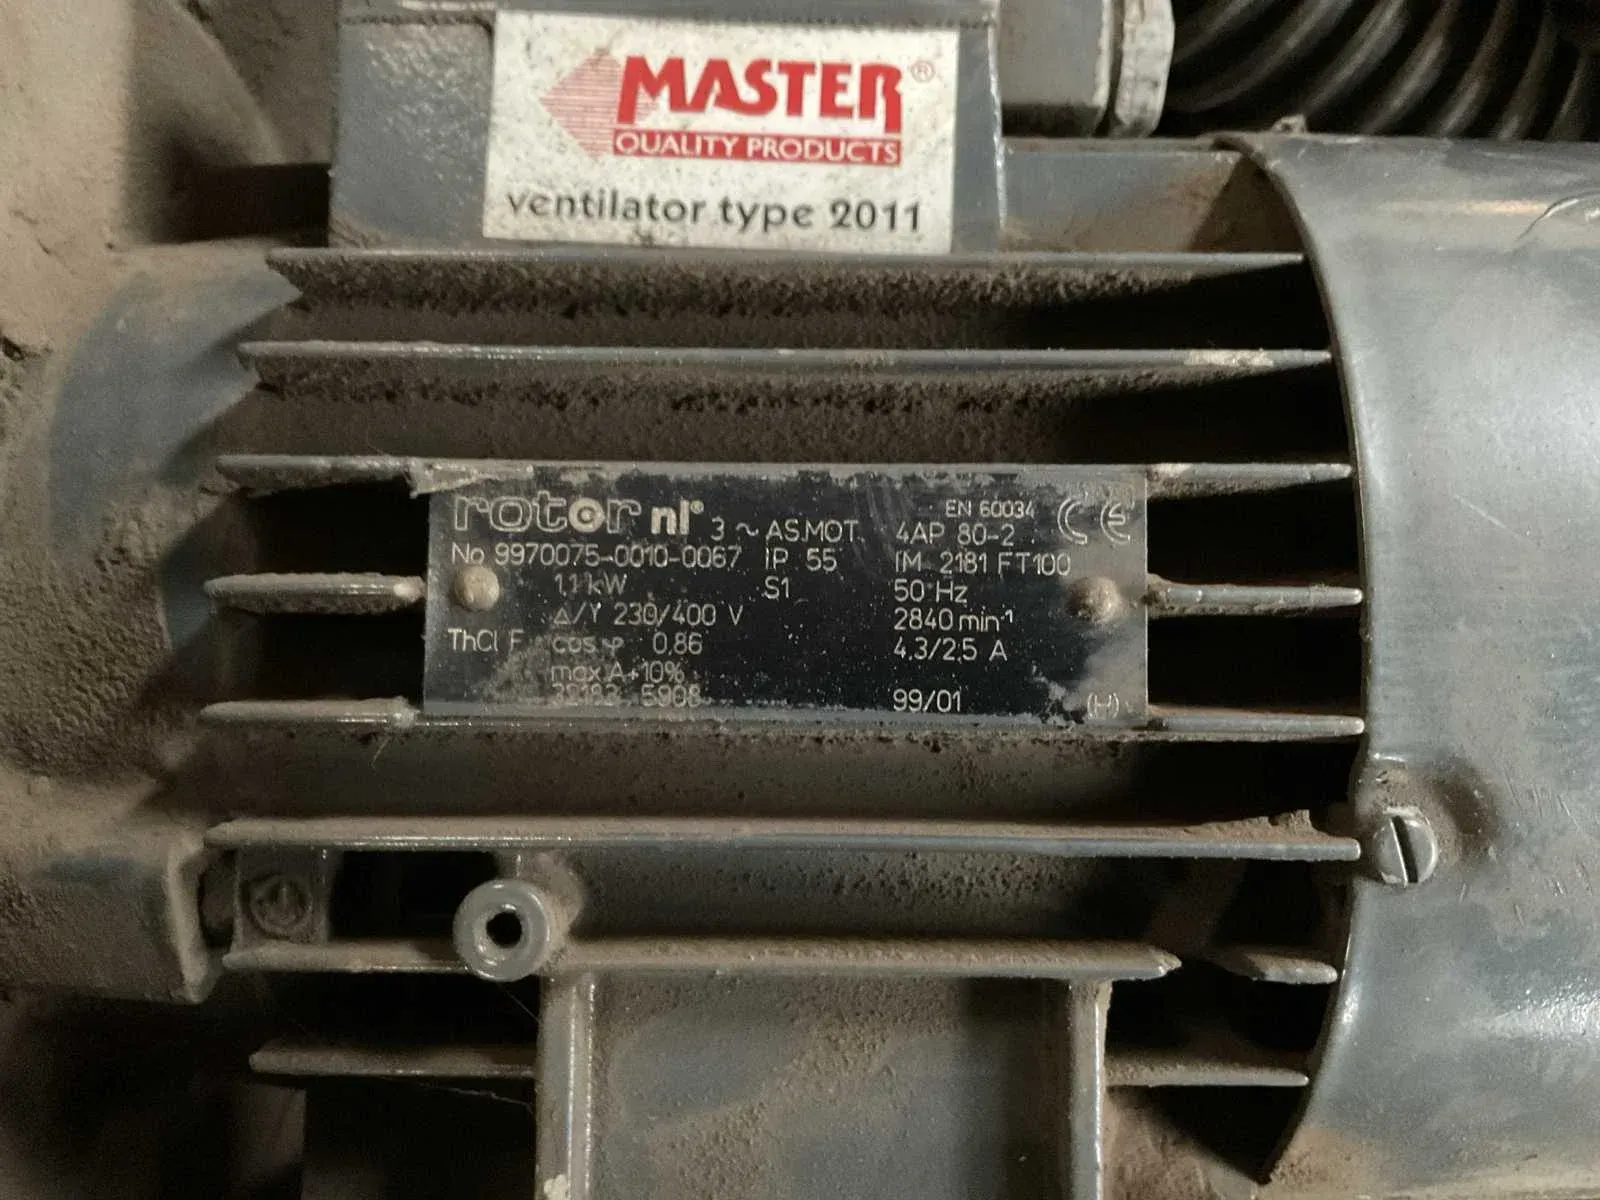 MASTER®
QUALITY PRODUCTS
ventilator type 2011
rotor nl® 3 ~ AS.MOT. 4AP 80-2 EN 60034 CE
No 9970075-0010-0067 IP 55 IM 2181 FT100
1.1 kW S1 50 Hz
Δ/Y 230/400 V 2840 min⁻¹
ThCl F cos φ 0.86 4.3/2.5 A
max A+10%
5908 99/01 (H)